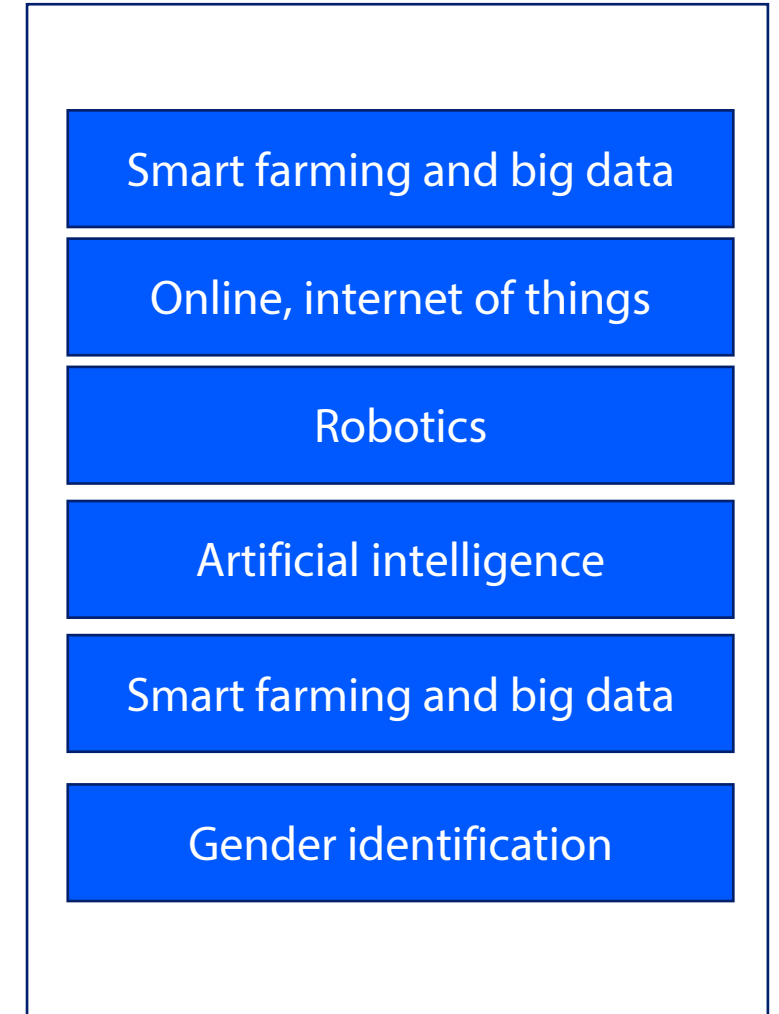 Smart farming and big data
Online, internet of things
Robotics
Artificial intelligence
Smart farming and big data
Gender identification